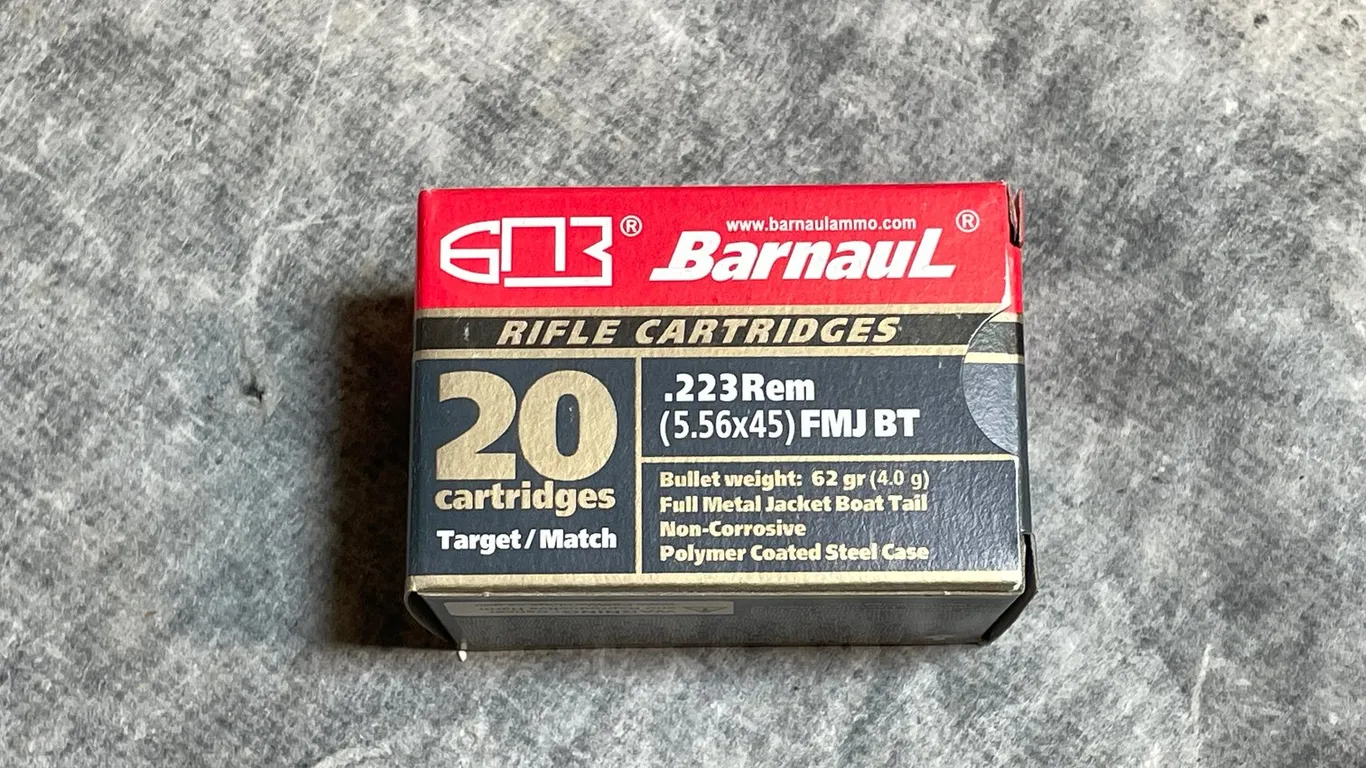 БПЗ®
www.barnaulammo.com
Barnaul®
RIFLE CARTRIDGES
20
cartridges
Target/Match
.223Rem
(5.56x45) FMJ BT
Bullet weight: 62 gr (4.0 g)
Full Metal Jacket Boat Tail
Non-Corrosive
Polymer Coated Steel Case